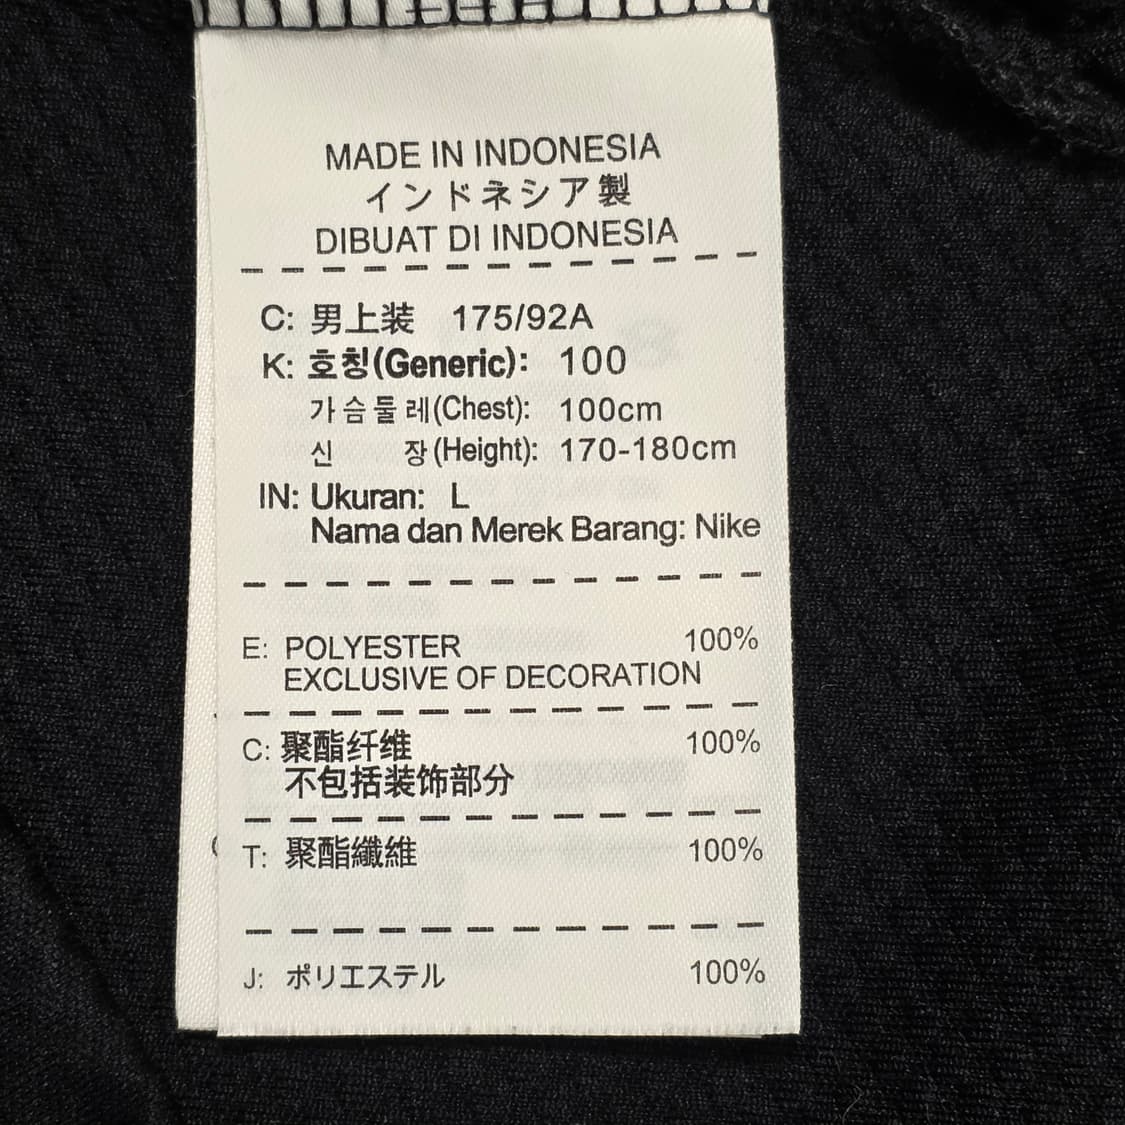 MADE IN INDONESIA
インドネシア製
DIBUAT DI INDONESIA
C: 男上装 175/92A
K: 호칭(Generic): 100
가슴둘레(Chest): 100cm
신 장(Height): 170-180cm
IN: Ukuran: L
Nama dan Merek Barang: Nike
E: POLYESTER 100%
EXCLUSIVE OF DECORATION
C: 聚酯纤维 100%
不包括装饰部分
T: 聚酯纖維 100%
J: ポリエステル 100%